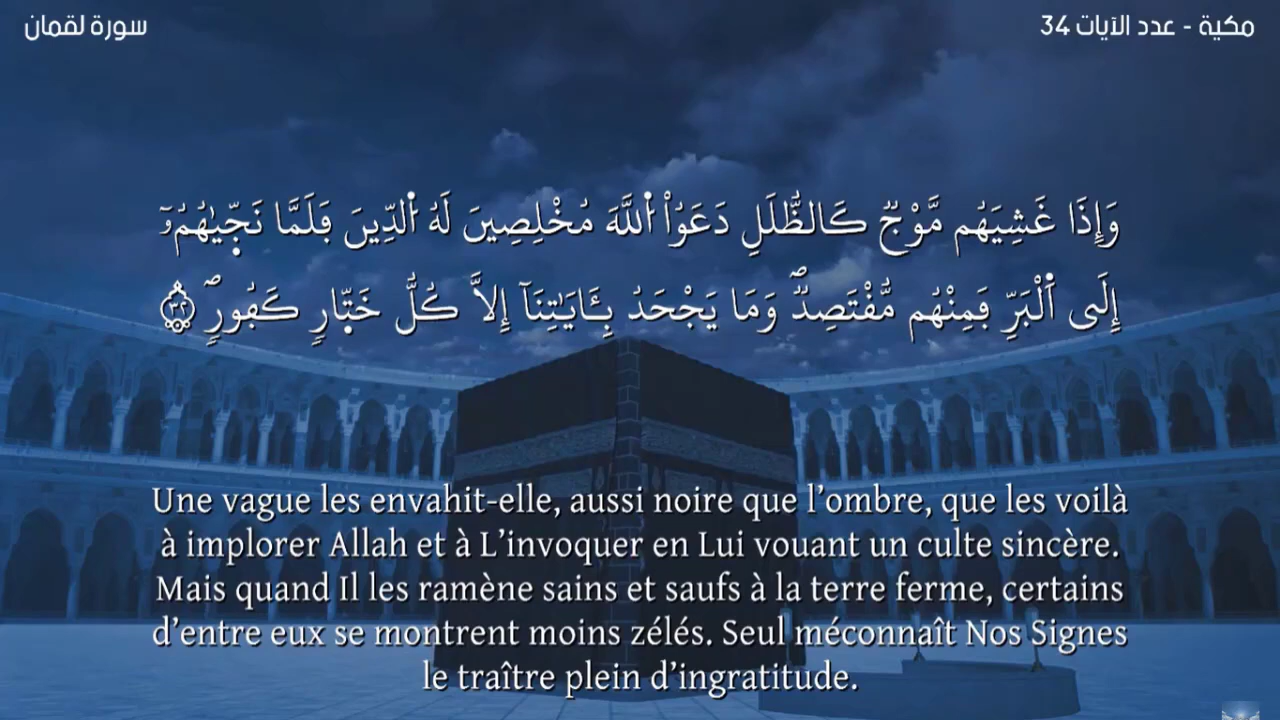 مكية - عدد الآيات 34
سورة لقمان
وَإِذَا غَشِيَهُم مَّوْجٌ كَالظُّلَلِ دَعَوُاْ اُ۬للَّهَ مُخْلِصِينَ لَهُ اُ۬لدِّينَ فَلَمَّا نَجّ۪يٰهُمُۥٓ
إِلَى اَ۬لْبَرِّ فَمِنْهُم مُّقْتَصِدٌۖ وَمَا يَجْحَدُ بِـَٔايَٰتِنَآ إِلَّا كُلُّ خَبّ۪ارٖ كَفُورٖۖ ٣٢
Une vague les envahit-elle, aussi noire que l’ombre, que les voilà
à implorer Allah et à L’invoquer en Lui vouant un culte sincère.
Mais quand Il les ramène sains et saufs à la terre ferme, certains
d’entre eux se montrent moins zélés. Seul méconnaît Nos Signes
le traître plein d’ingratitude.